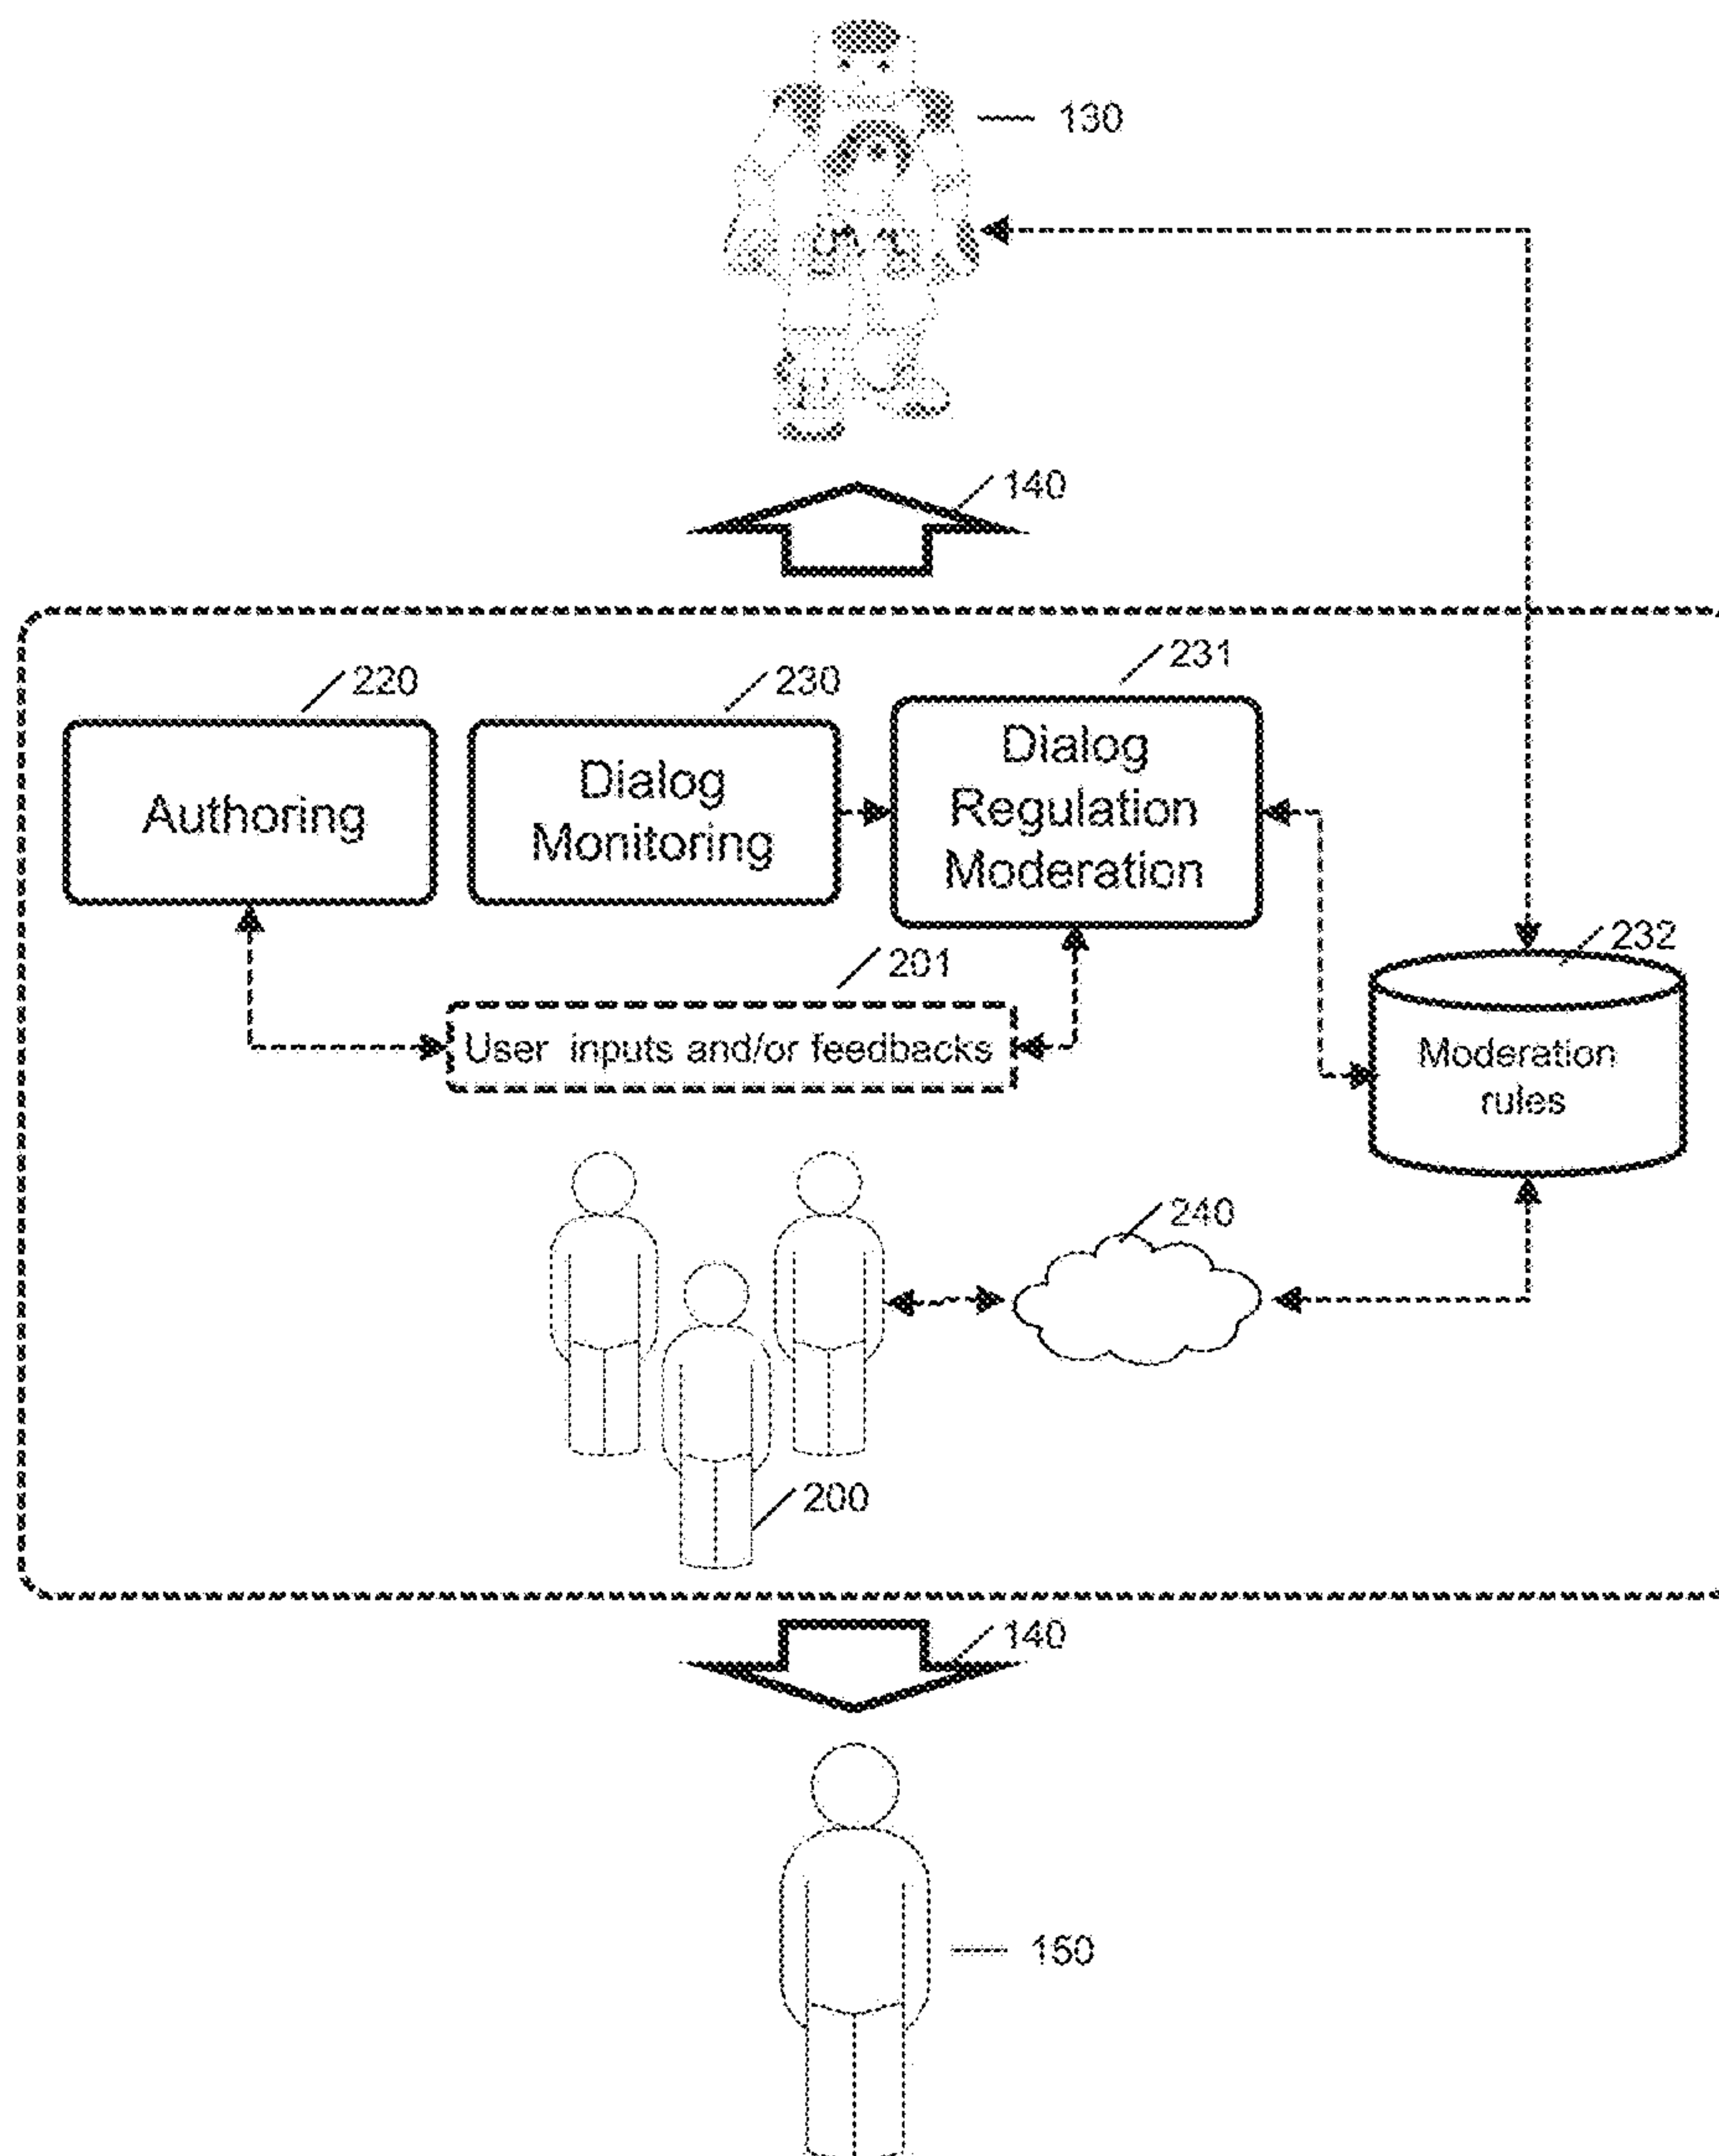 130
140
220
230
231
Authoring
Dialog
Monitoring
Dialog
Regulation
Moderation
201
232
User inputs and/or feedbacks
Moderation
rules
240
200
140
150